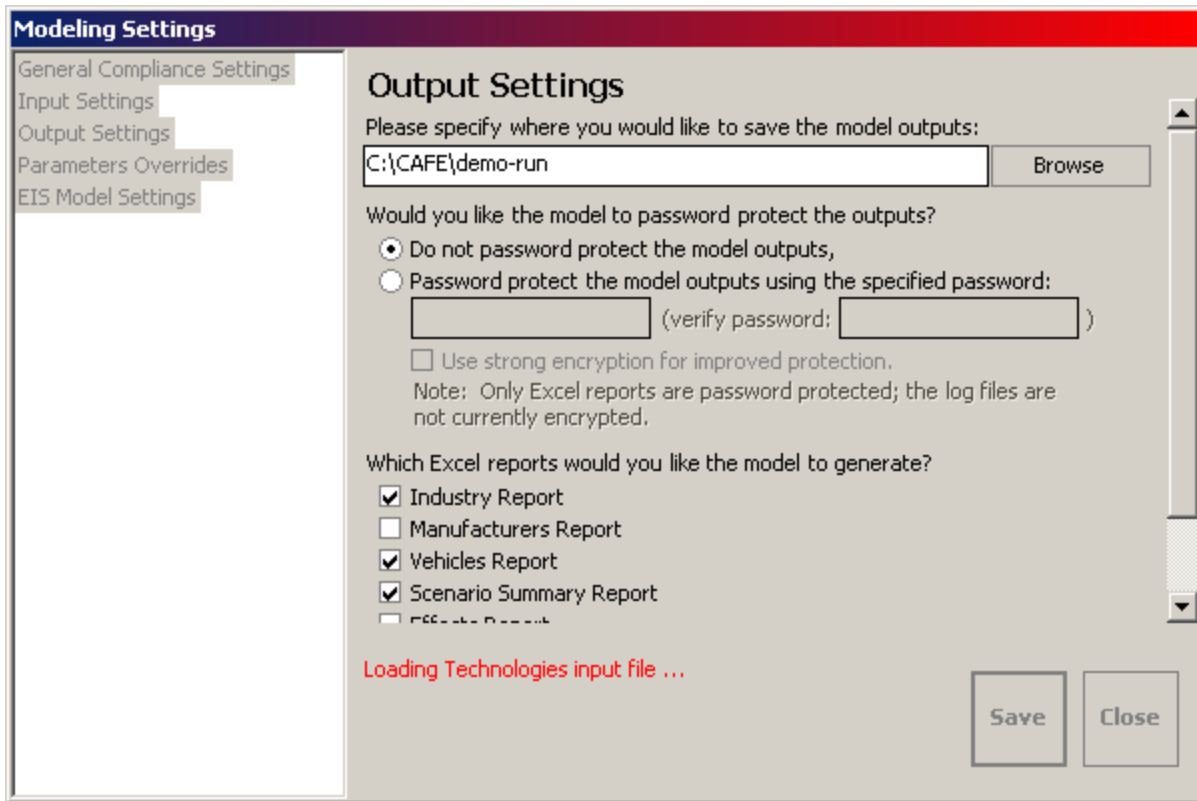 Modeling Settings
General Compliance Settings
Input Settings
Output Settings
Parameters Overrides
EIS Model Settings
Output Settings
Please specify where you would like to save the model outputs:
C:\CAFE\demo-run
Browse
Would you like the model to password protect the outputs?
Do not password protect the model outputs,
Password protect the model outputs using the specified password:
(verify password: )
Use strong encryption for improved protection.
Note: Only Excel reports are password protected; the log files are
not currently encrypted.
Which Excel reports would you like the model to generate?
Industry Report
Manufacturers Report
Vehicles Report
Scenario Summary Report
Effects Report
Loading Technologies input file ...
Save Close